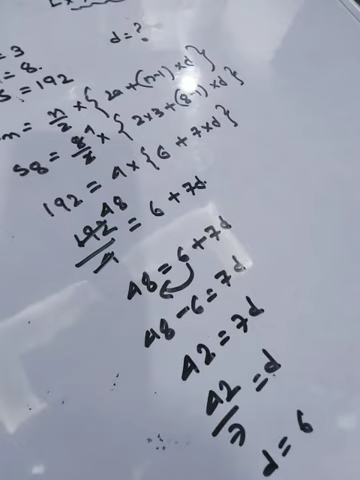 d = ?
= 3
= 8.
S = 192
n = n/2 × {2a + (n-1) × d}
S8 = 8/2 × {2 × 3 + (8-1) × d}
192 = 4 × {6 + 7 × d}
48
192/4 = 6 + 7d
48 = 6 + 7d
48 - 6 = 7d
42 = 7d
42/7 = d
d = 6